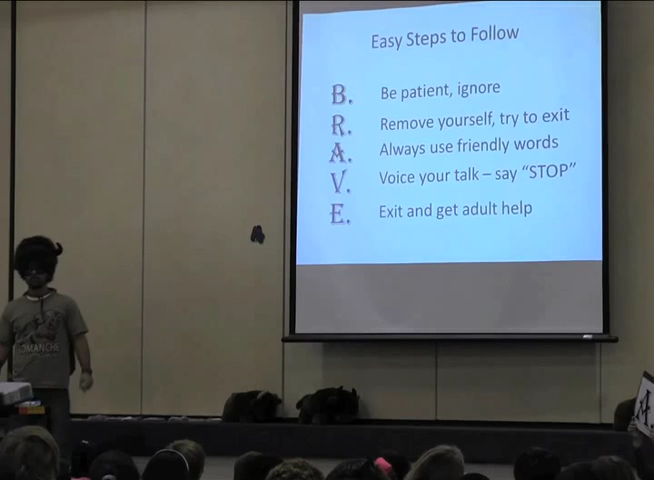 Easy Steps to Follow
B. Be patient, ignore
R. Remove yourself, try to exit
A. Always use friendly words
V. Voice your talk – say “STOP”
E. Exit and get adult help
COMANCHE
A